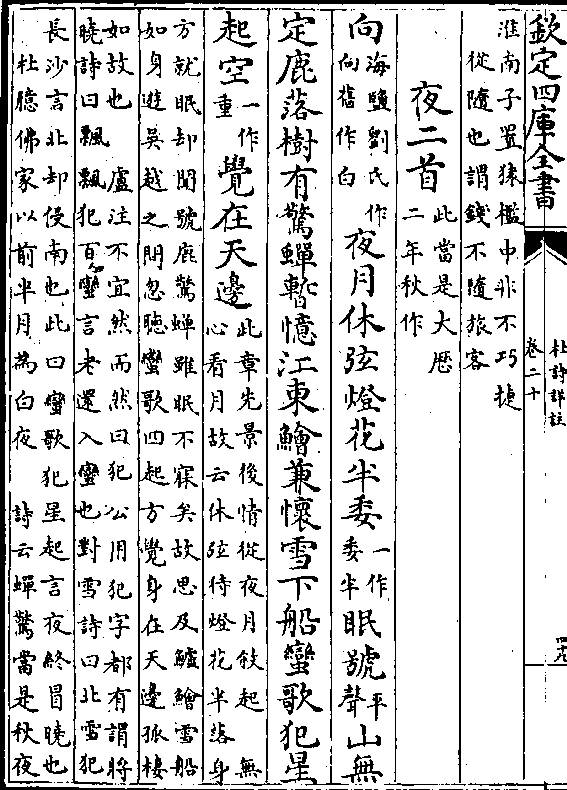 欽定四庫全書
杜詩詳註
卷二十
淮南子置猿檻中非不巧捷
從隨也謂錢不隨旅客
夜二首
此當是大歷
二年秋作
向
海鹽劉氏作
向舊作白
夜月休弦燈花半委
一作
委半
眠號
平
聲
山無
定鹿落樹有驚蟬暫憶江東鱠兼懷雪下船蠻歌犯星
起空
一作
重
覺在天邊
此章先景後情從夜月敘起無
心看月故云休弦待燈花半落身
方就眠却聞號鹿驚蟬雖眠不寐矣故思及鱸鱠雪船
如身遊吳越之間忽聽蠻歌四起方覺身在天邊孤棲
如故也 盧注不宜然而然曰犯公用犯字都有謂將
曉詩曰飄飄犯百蠻言老還入蠻也對雪詩曰北雪犯
長沙言北却侵南也此曰蠻歌犯星起言夜終冒曉也
杜臆佛家以前半月為白夜 詩云蟬驚當是秋夜